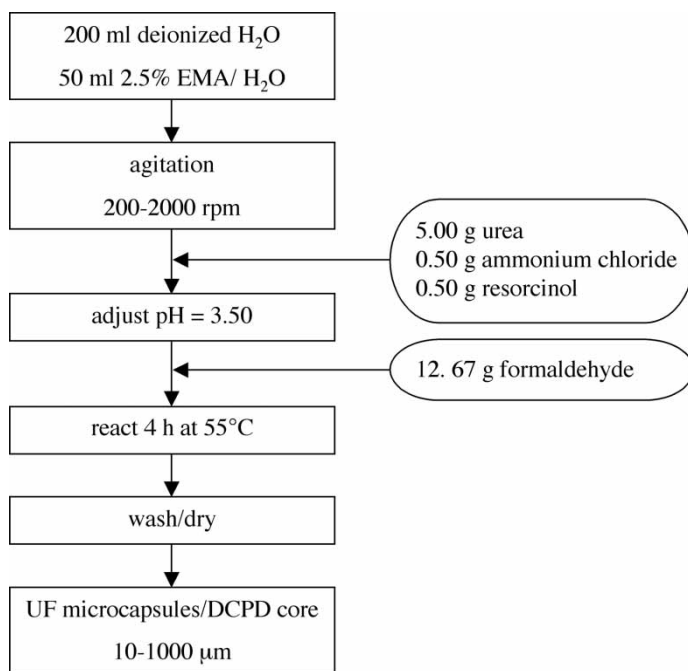 200 ml deionized H₂O
50 ml 2.5% EMA/ H₂O
agitation
200-2000 rpm
5.00 g urea
0.50 g ammonium chloride
0.50 g resorcinol
adjust pH = 3.50
12. 67 g formaldehyde
react 4 h at 55°C
wash/dry
UF microcapsules/DCPD core
10-1000 μm